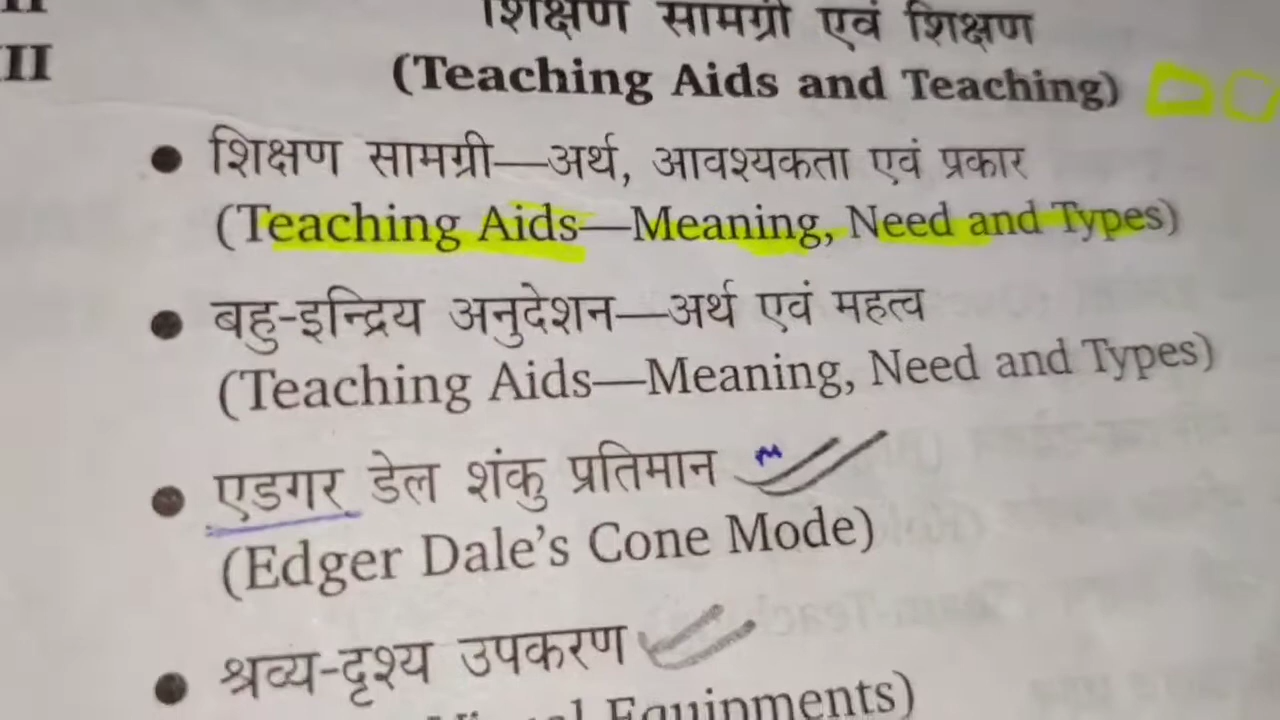 II
शिक्षण सामग्री एवं शिक्षण
II
(Teaching Aids and Teaching)
● शिक्षण सामग्री—अर्थ, आवश्यकता एवं प्रकार
(Teaching Aids—Meaning, Need and Types)
● बहु-इन्द्रिय अनुदेशन—अर्थ एवं महत्व
(Teaching Aids—Meaning, Need and Types)
● एडगर डेल शंकु प्रतिमान
(Edger Dale’s Cone Mode)
● श्रव्य-दृश्य उपकरण
Equipments)